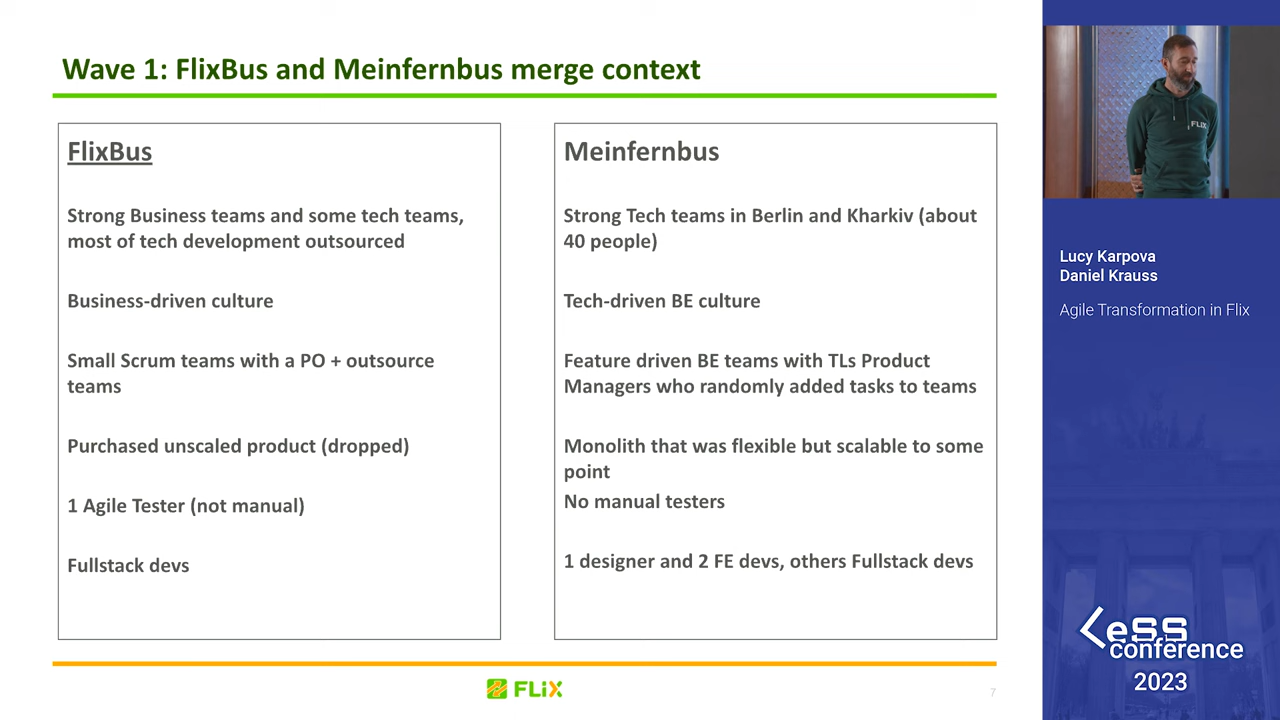 Wave 1: FlixBus and Meinfernbus merge context
FlixBus
Strong Business teams and some tech teams,
most of tech development outsourced
Business-driven culture
Small Scrum teams with a PO + outsource
teams
Purchased unscaled product (dropped)
1 Agile Tester (not manual)
Fullstack devs
Meinfernbus
Strong Tech teams in Berlin and Kharkiv (about
40 people)
Tech-driven BE culture
Feature driven BE teams with TLs Product
Managers who randomly added tasks to teams
Monolith that was flexible but scalable to some
point
No manual testers
1 designer and 2 FE devs, others Fullstack devs
FLiX
7
FLIX
Lucy Karpova
Daniel Krauss
Agile Transformation in Flix
LeSS
conference
2023